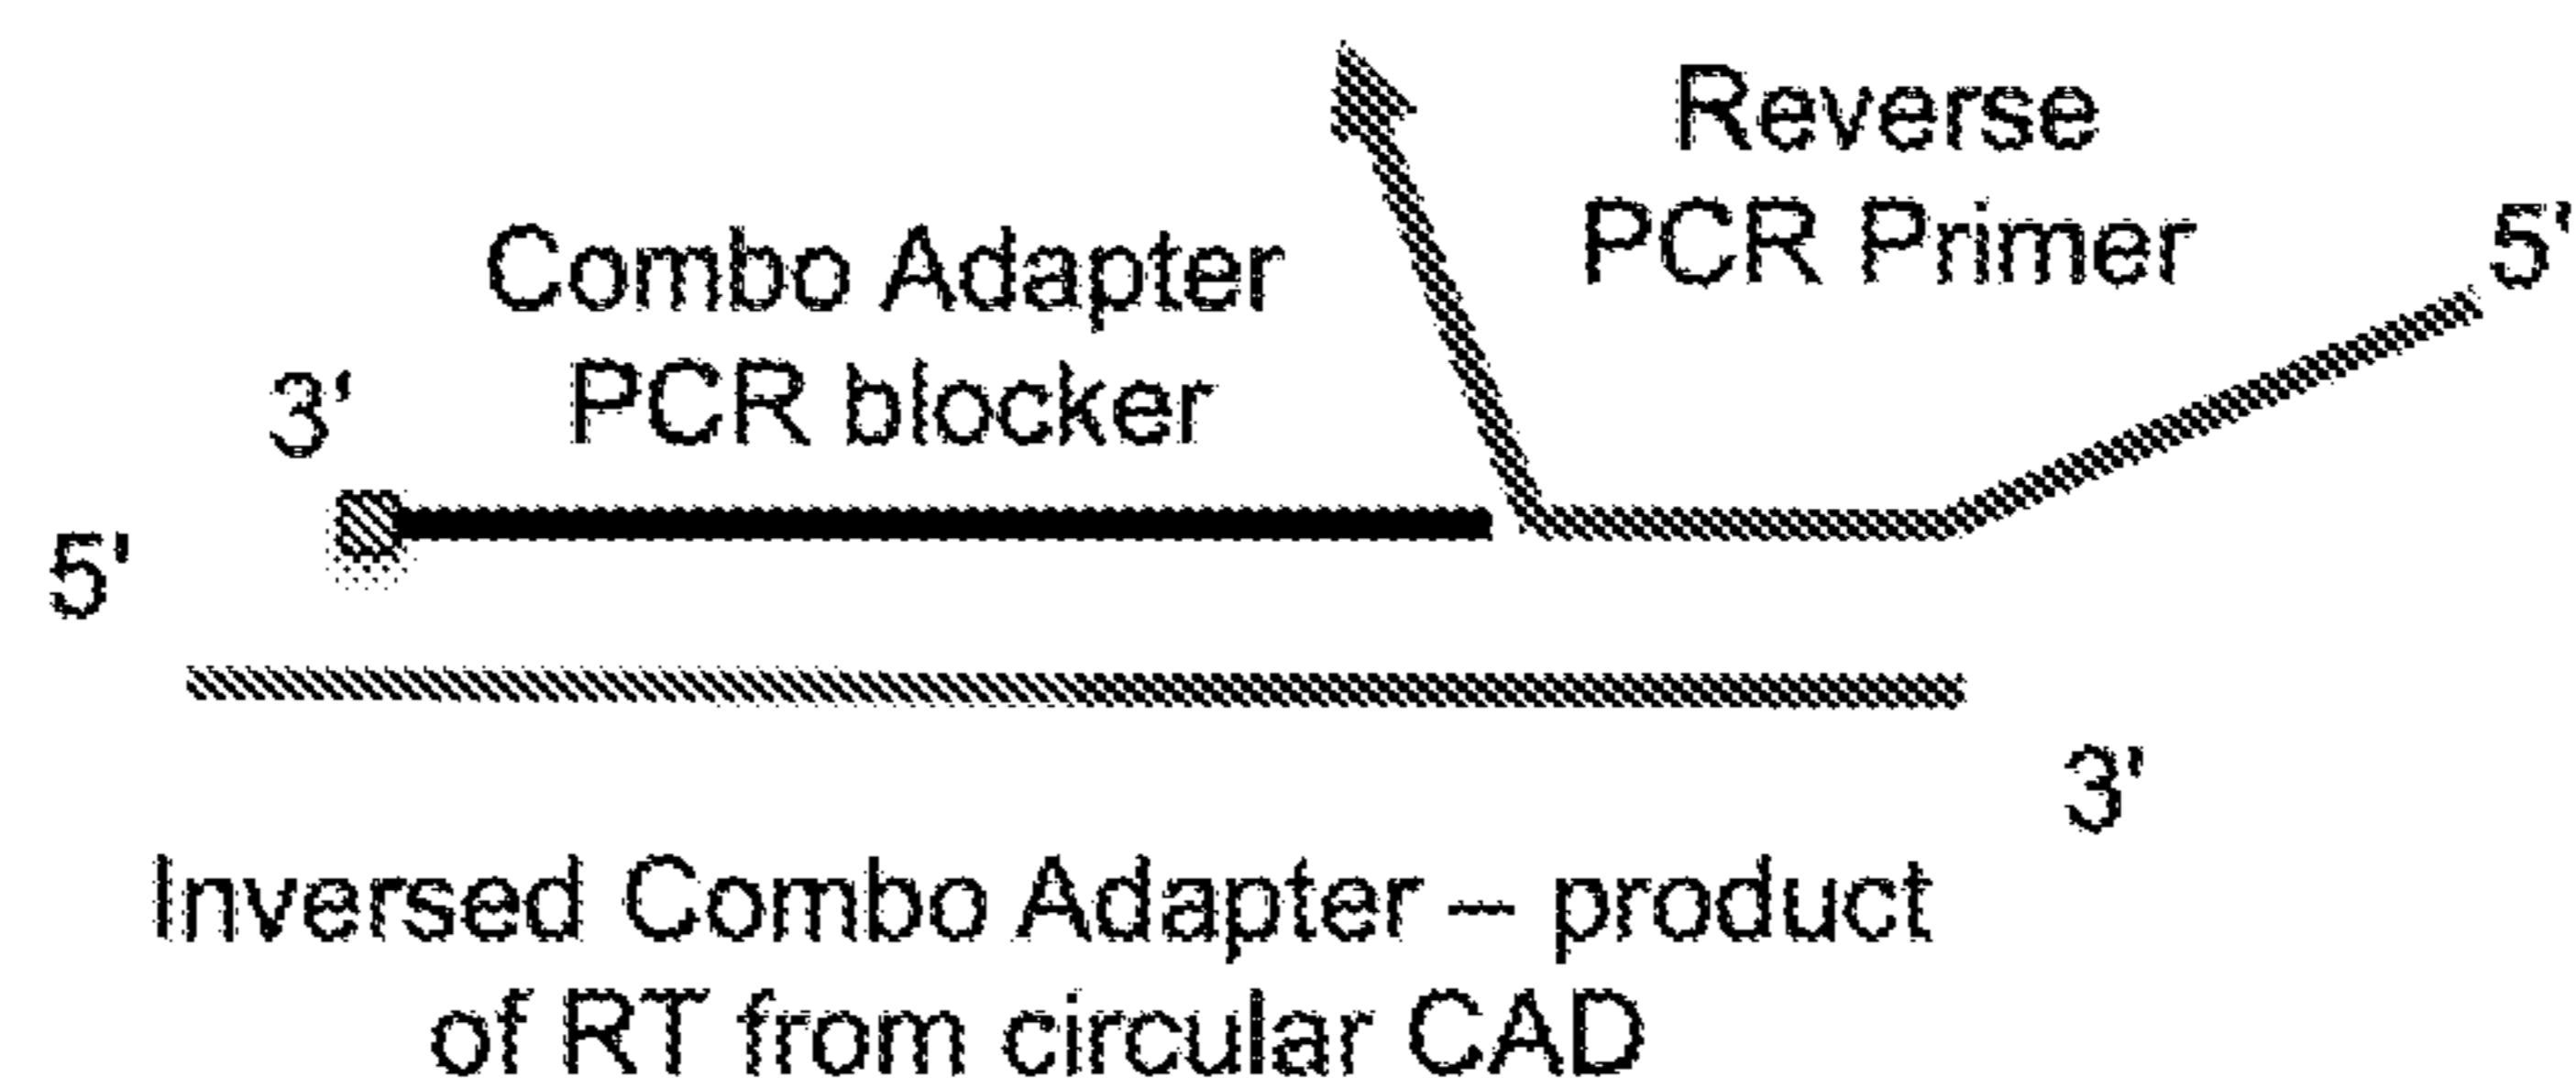 Reverse
PCR Primer
5'
Combo Adapter
PCR blocker
3'
5'
3'
Inversed Combo Adapter – product
of RT from circular CAD